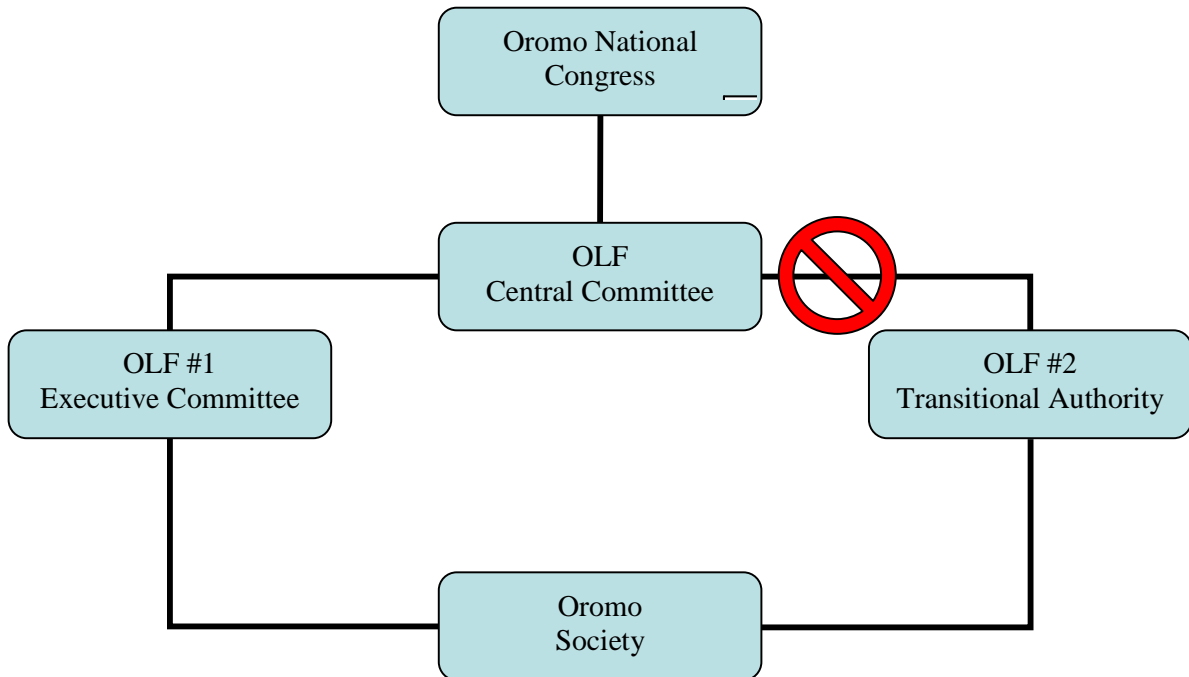 Oromo National
Congress
OLF
Central Committee
OLF #1
Executive Committee
OLF #2
Transitional Authority
Oromo
Society